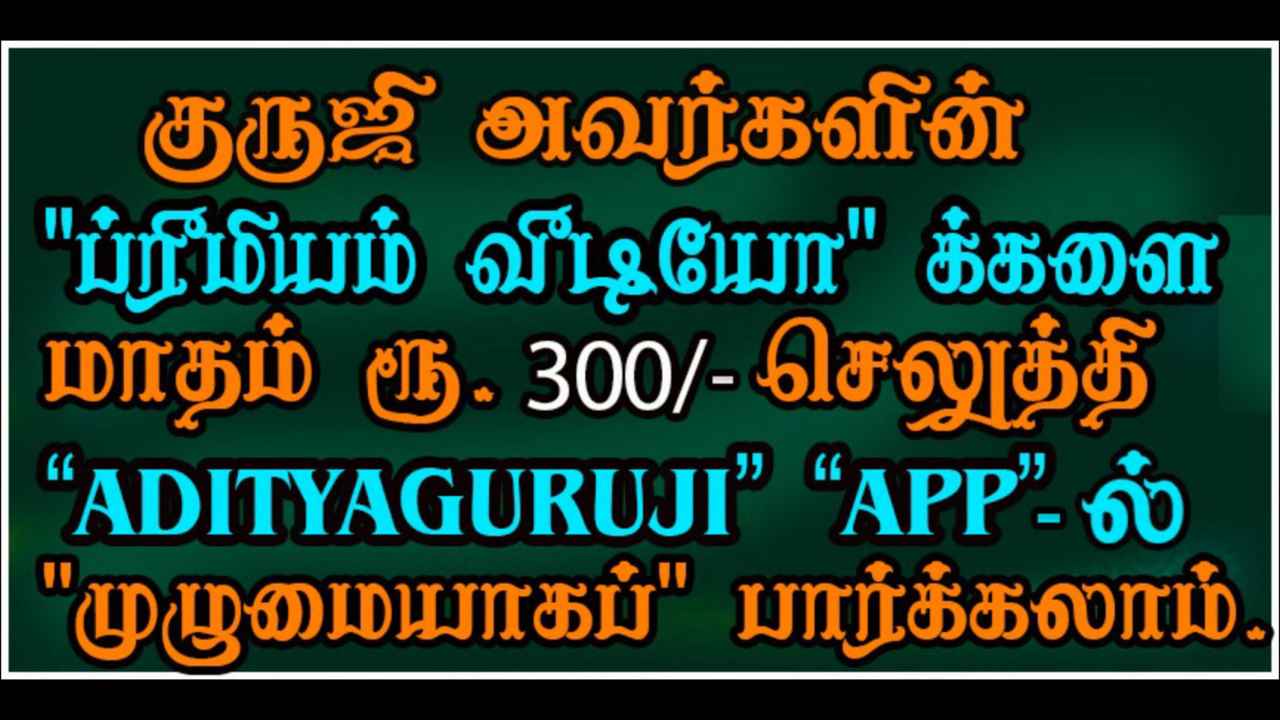 குருஜி அவர்களின்
"ப்ரீமியம் வீடியோ" க்களை
மாதம் ரூ. 300/- செலுத்தி
“ADITYAGURUJI” “APP”- ல்
"முழுமையாகப்" பார்க்கலாம்.